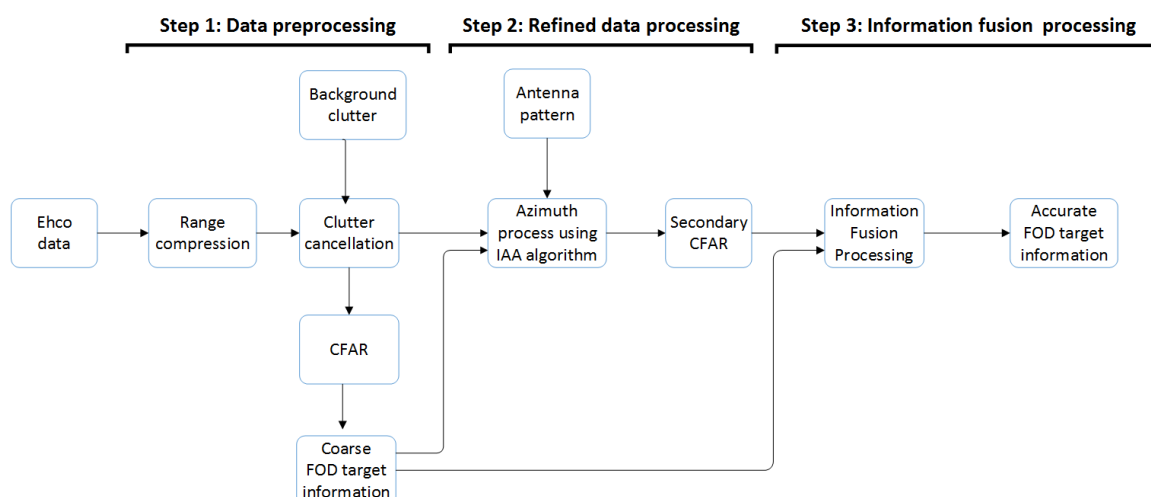 Step 1: Data preprocessing
Step 2: Refined data processing
Step 3: Information fusion processing
Background
clutter
Antenna
pattern
Ehco
data
Range
compression
Clutter
cancellation
Azimuth
process using
IAA algorithm
Secondary
CFAR
Information
Fusion
Processing
Accurate
FOD target
information
CFAR
Coarse
FOD target
information